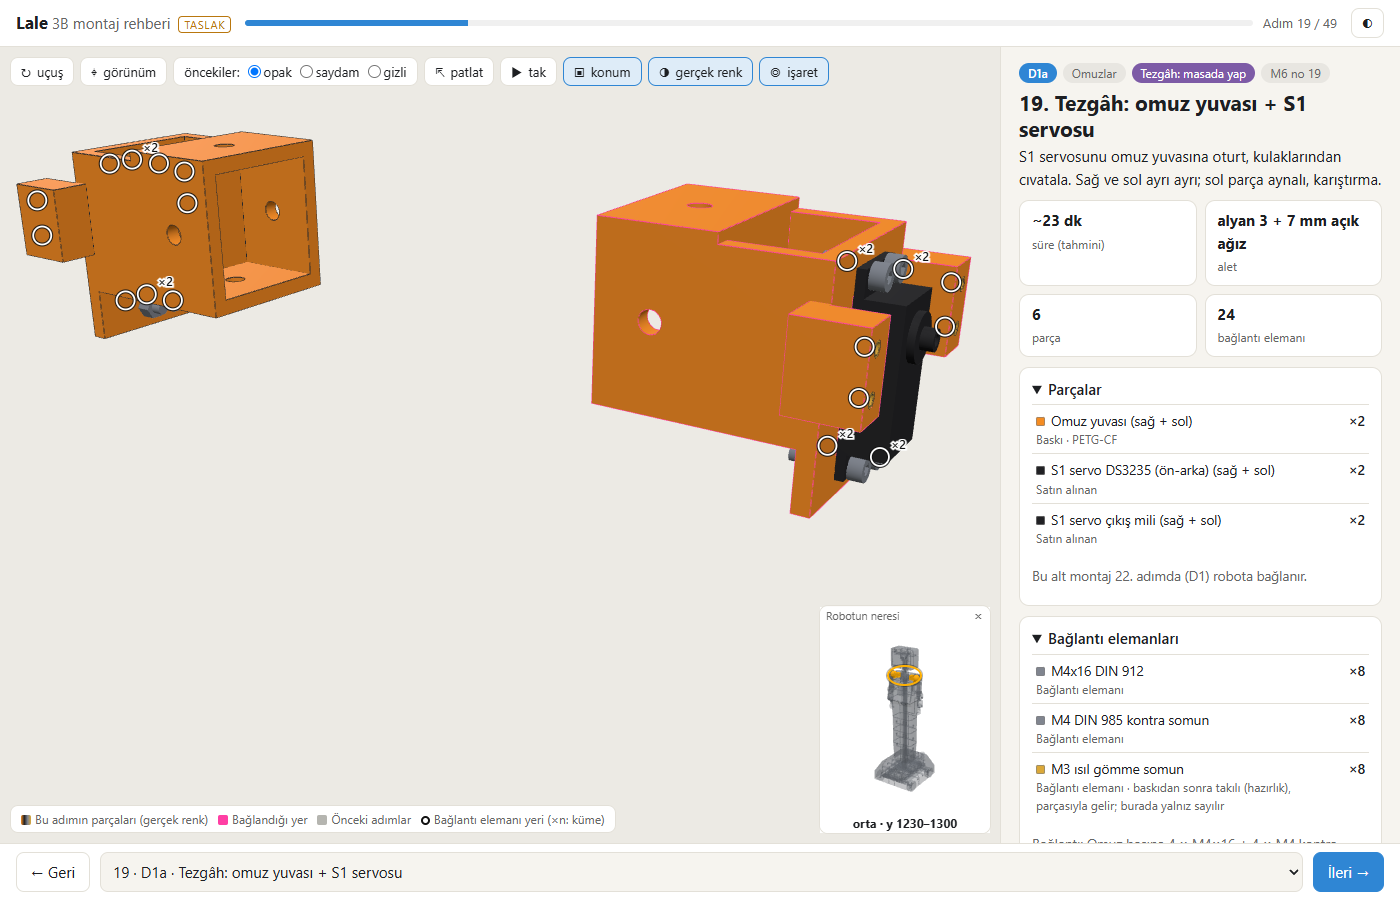 Lale 3B montaj rehberi TASLAK
Adım 19 / 49
↻ uçuş
⌖ görünüm
öncekiler: opak saydam gizli
⇱ patlat
▶ tak
▣ konum
◑ gerçek renk
◎ işaret
×2
×2
×2
×2
×2
×2
Robotun neresi ×
orta · y 1230–1300
Bu adımın parçaları (gerçek renk) Bağlandığı yer Önceki adımlar Bağlantı elemanı yeri (×n: küme)
D1a Omuzlar Tezgâh: masada yap M6 no 19
19. Tezgâh: omuz yuvası + S1
servosu
S1 servosunu omuz yuvasına oturt, kulaklarından
cıvatala. Sağ ve sol ayrı ayrı; sol parça aynalı, karıştırma.
~23 dk
süre (tahmini)
alyan 3 + 7 mm açık
ağız
alet
6
parça
24
bağlantı elemanı
▼ Parçalar
Omuz yuvası (sağ + sol) ×2
Baskı · PETG-CF
S1 servo DS3235 (ön-arka) (sağ + sol) ×2
Satın alınan
S1 servo çıkış mili (sağ + sol) ×2
Satın alınan
Bu alt montaj 22. adımda (D1) robota bağlanır.
▼ Bağlantı elemanları
M4x16 DIN 912 ×8
Bağlantı elemanı
M4 DIN 985 kontra somun ×8
Bağlantı elemanı
M3 ısıl gömme somun ×8
Bağlantı elemanı · baskıdan sonra takılı (hazırlık),
parçasıyla gelir; burada yalnız sayılır
← Geri
19 · D1a · Tezgâh: omuz yuvası + S1 servosu
İleri →